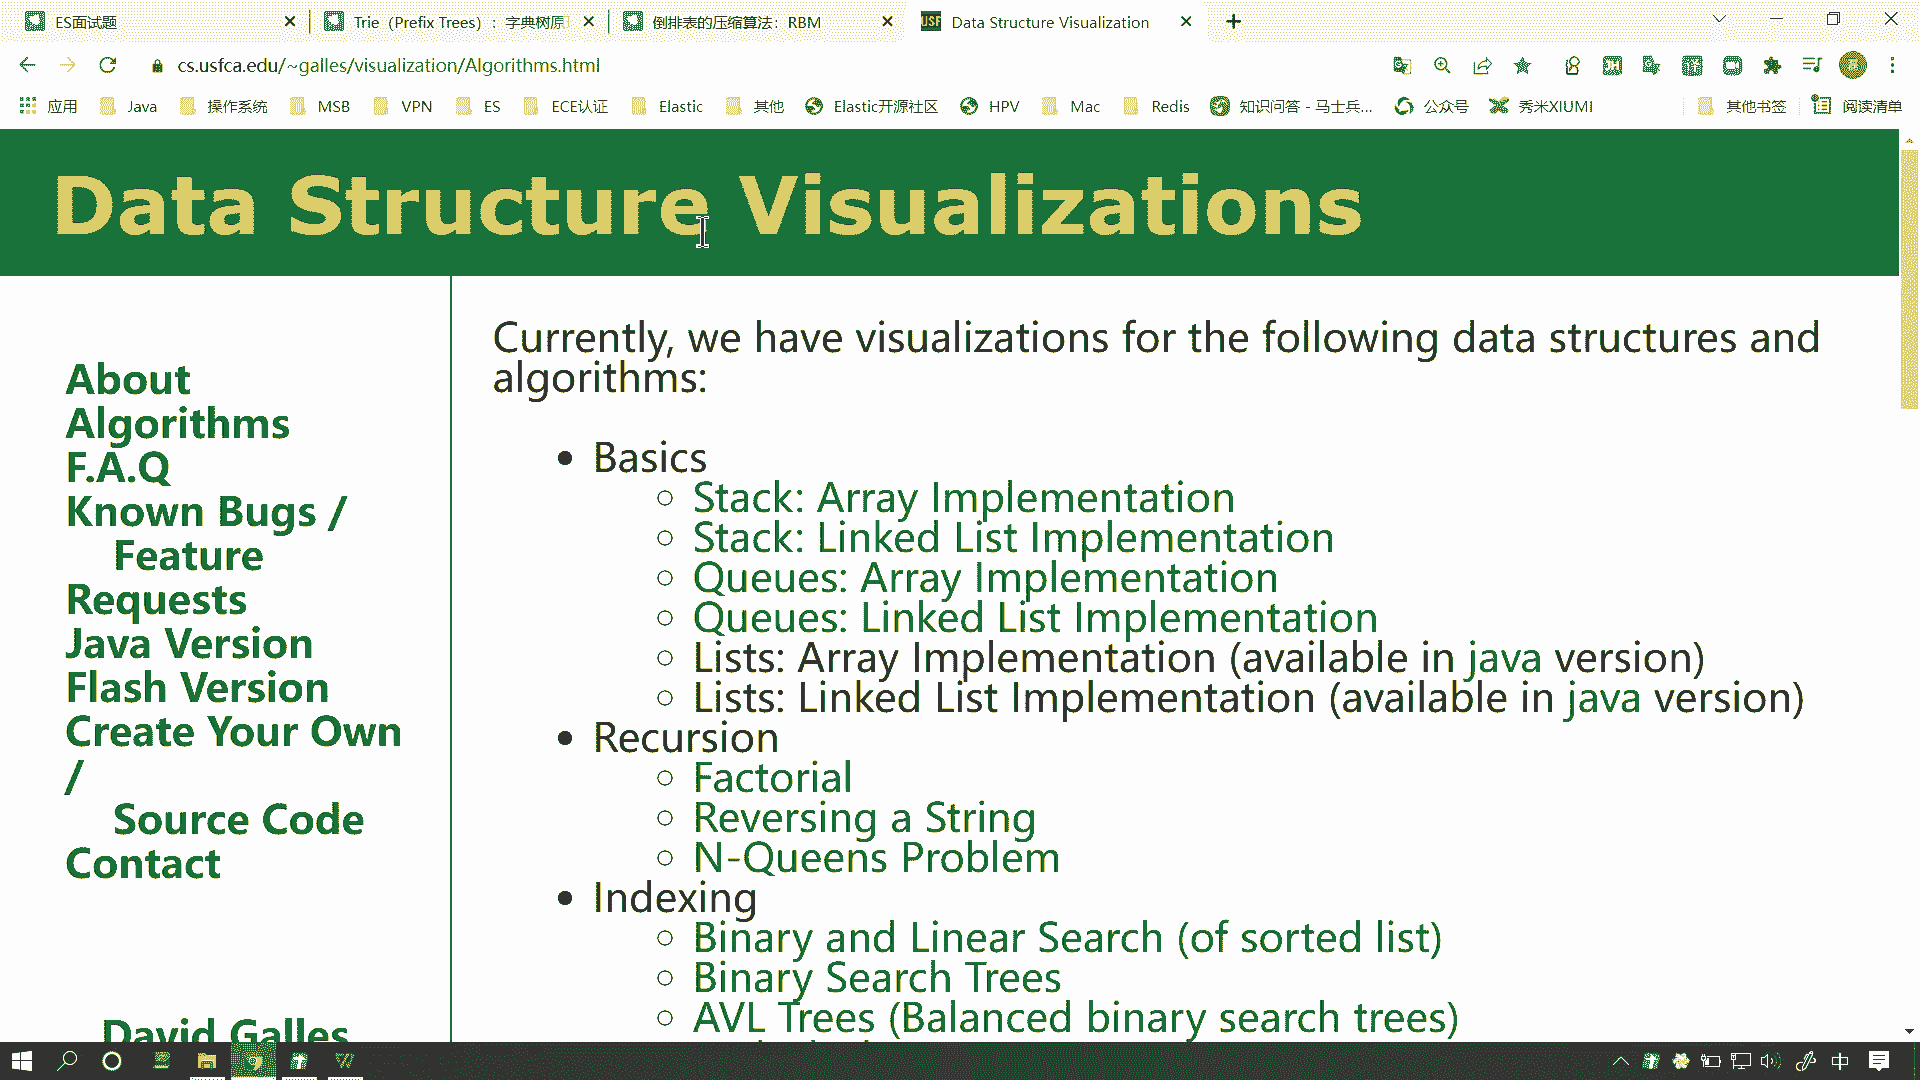 ES面试题
Trie（Prefix Trees）：字典树原
倒排表的压缩算法：RBM
USF
Data Structure Visualization
cs.usfca.edu/~galles/visualization/Algorithms.html
应用
Java
操作系统
MSB
VPN
ES
ECE认证
Elastic
其他
Elastic开源社区
HPV
Mac
Redis
知识问答 - 马士兵...
公众号
秀米XIUMI
其他书签
阅读清单
Data Structure Visualizations
About
Algorithms
F.A.Q
Known Bugs /
Feature
Requests
Java Version
Flash Version
Create Your Own
/
Source Code
Contact
David Galles
Currently, we have visualizations for the following data structures and
algorithms:
Basics
Stack: Array Implementation
Stack: Linked List Implementation
Queues: Array Implementation
Queues: Linked List Implementation
Lists: Array Implementation (available in java version)
Lists: Linked List Implementation (available in java version)
Recursion
Factorial
Reversing a String
N-Queens Problem
Indexing
Binary and Linear Search (of sorted list)
Binary Search Trees
AVL Trees (Balanced binary search trees)
中